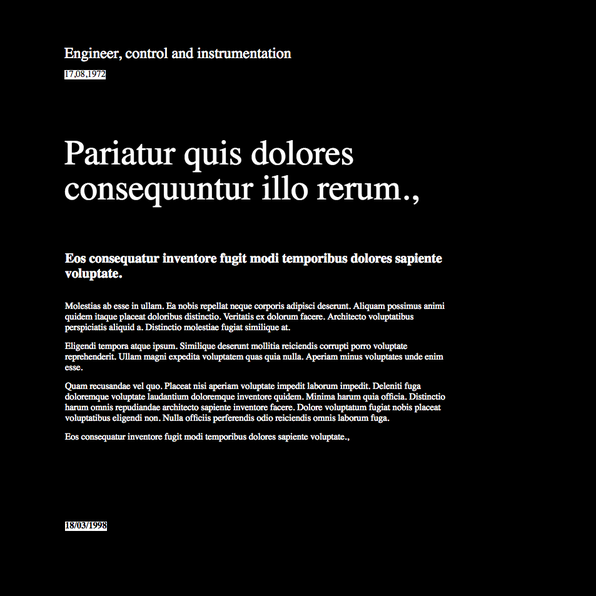 Engineer, control and instrumentation
17.08.1972
Pariatur quis dolores
consequuntur illo rerum.,
Eos consequatur inventore fugit modi temporibus dolores sapiente
voluptate.
Molestias ab esse in ullam. Ea nobis repellat neque corporis adipisci deserunt. Aliquam possimus animi
quidem itaque placeat doloribus distinctio. Veritatis ex dolorum facere. Architecto voluptatibus
perspiciatis aliquid a. Distinctio molestiae fugiat similique at.
Eligendi tempora atque ipsum. Similique deserunt mollitia reiciendis corrupti porro voluptate
reprehenderit. Ullam magni expedita voluptatem quas quia nulla. Aperiam minus voluptates unde enim
esse.
Quam recusandae vel quo. Placeat nisi aperiam voluptate impedit laborum impedit. Deleniti fuga
doloremque voluptate laudantium doloremque inventore quidem. Minima harum quia officia. Distinctio
harum omnis repudiandae architecto sapiente inventore facere. Dolore voluptatum fugiat nobis placeat
voluptatibus eligendi non. Nulla officiis perferendis odio reiciendis omnis laborum fuga.
Eos consequatur inventore fugit modi temporibus dolores sapiente voluptate.,
18/03/1998